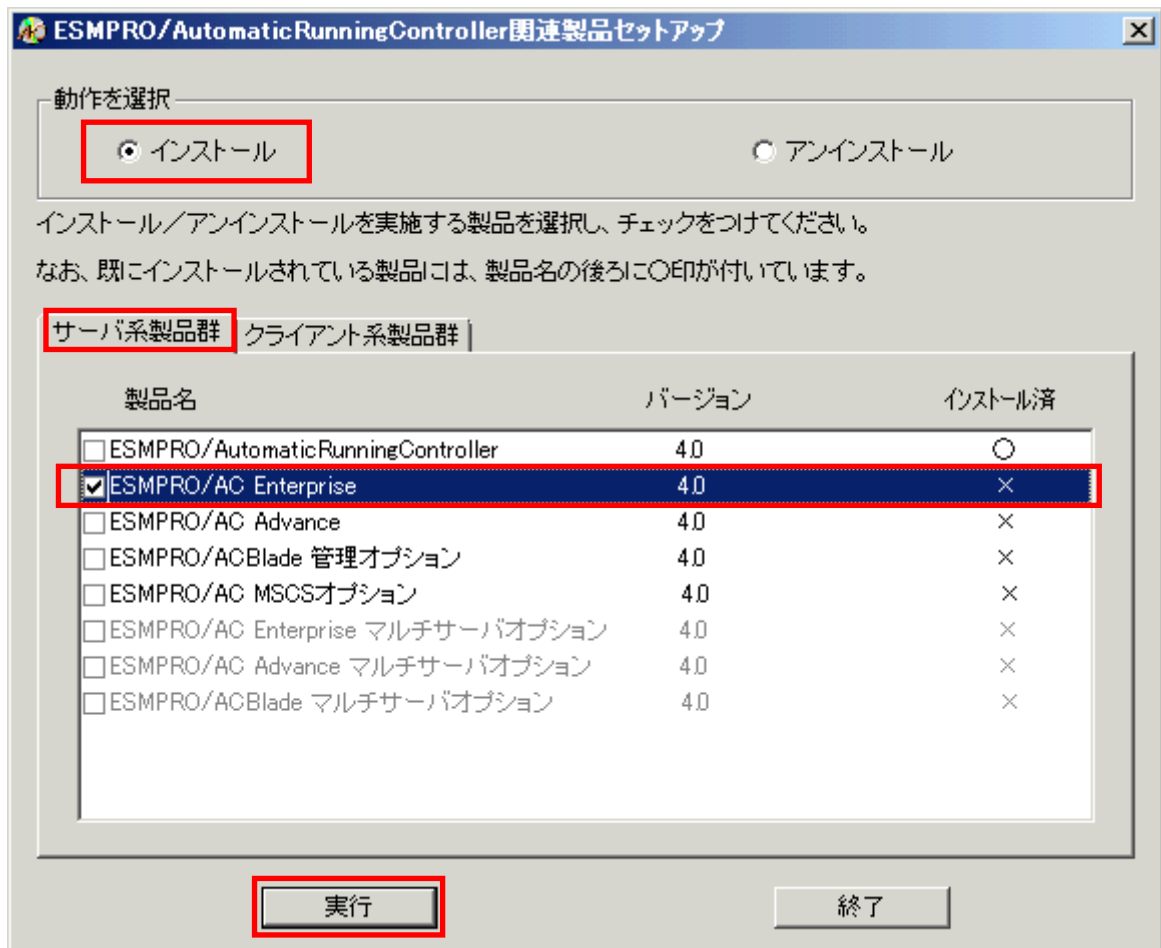 ESMPRO/AutomaticRunningController関連製品セットアップ
動作を選択
インストール
アンインストール
インストール／アンインストールを実施する製品を選択し、チェックをつけてください。
なお、既にインストールされている製品には、製品名の後ろに○印が付いています。
サーバ系製品群 クライアント系製品群
製品名 バージョン インストール済
ESMPRO/AutomaticRunningController 4.0 ○
ESMPRO/AC Enterprise 4.0 ×
ESMPRO/AC Advance 4.0 ×
ESMPRO/ACBlade 管理オプション 4.0 ×
ESMPRO/AC MSCSオプション 4.0 ×
ESMPRO/AC Enterprise マルチサーバオプション 4.0 ×
ESMPRO/AC Advance マルチサーバオプション 4.0 ×
ESMPRO/ACBlade マルチサーバオプション 4.0 ×
実行 終了